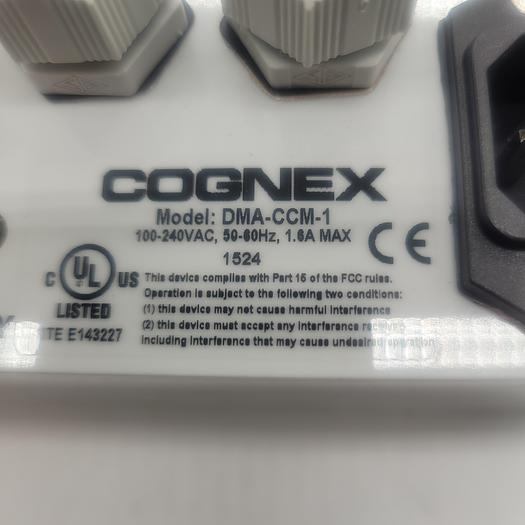 COGNEX
Model: DMA-CCM-1
100-240VAC, 50-60Hz, 1.6A MAX
CE
1524
C UL US
LISTED
ITE E143227
This device complies with Part 15 of the FCC rules.
Operation is subject to the following two conditions:
(1) this device may not cause harmful interference
(2) this device must accept any interference receive
including interference that may cause undesired operation